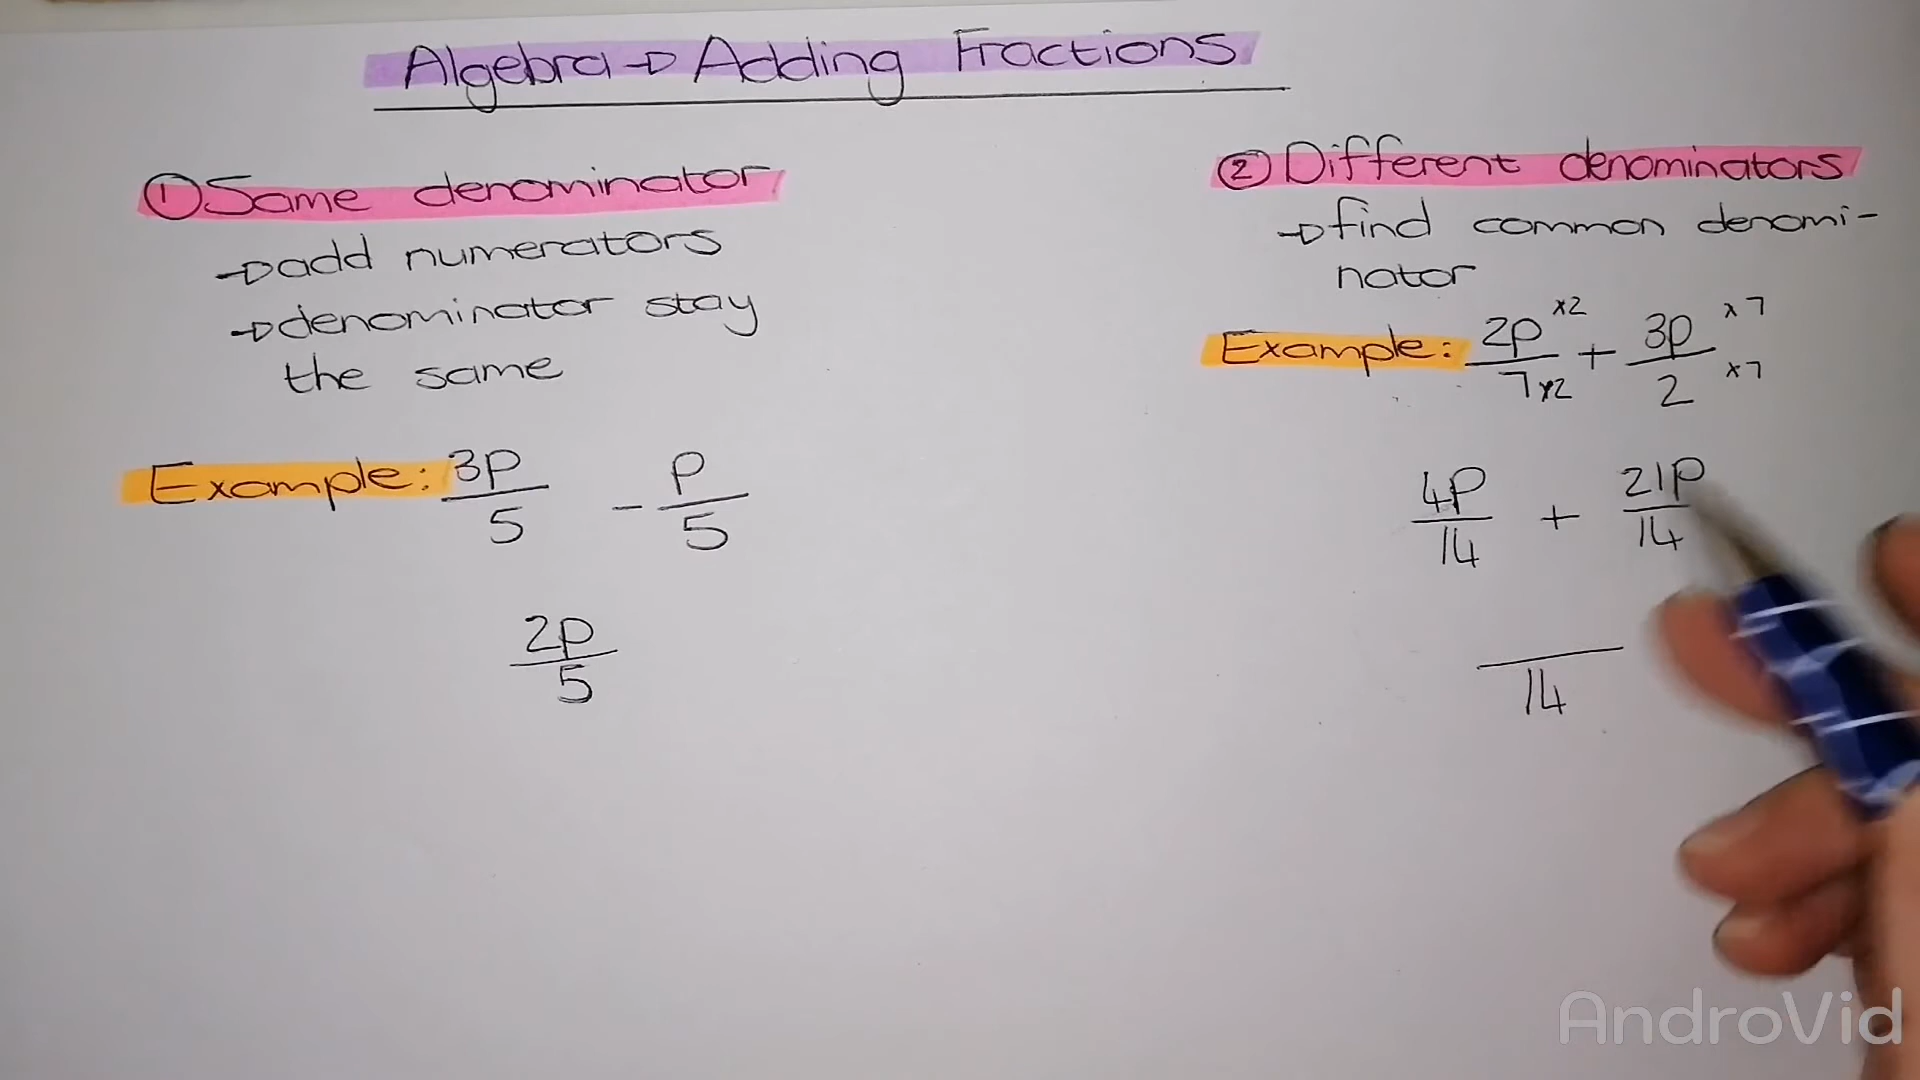 Algebra → Adding Fractions
① Same denominator
→ add numerators
→ denominator stay
the same
Example: 3p/5 - p/5
2p/5
② Different denominators
→ find common denomi-
nator
Example: 2p/7 ×2 ×2 + 3p/2 ×7 ×7
4p/14 + 21p/14
/14
AndroVid